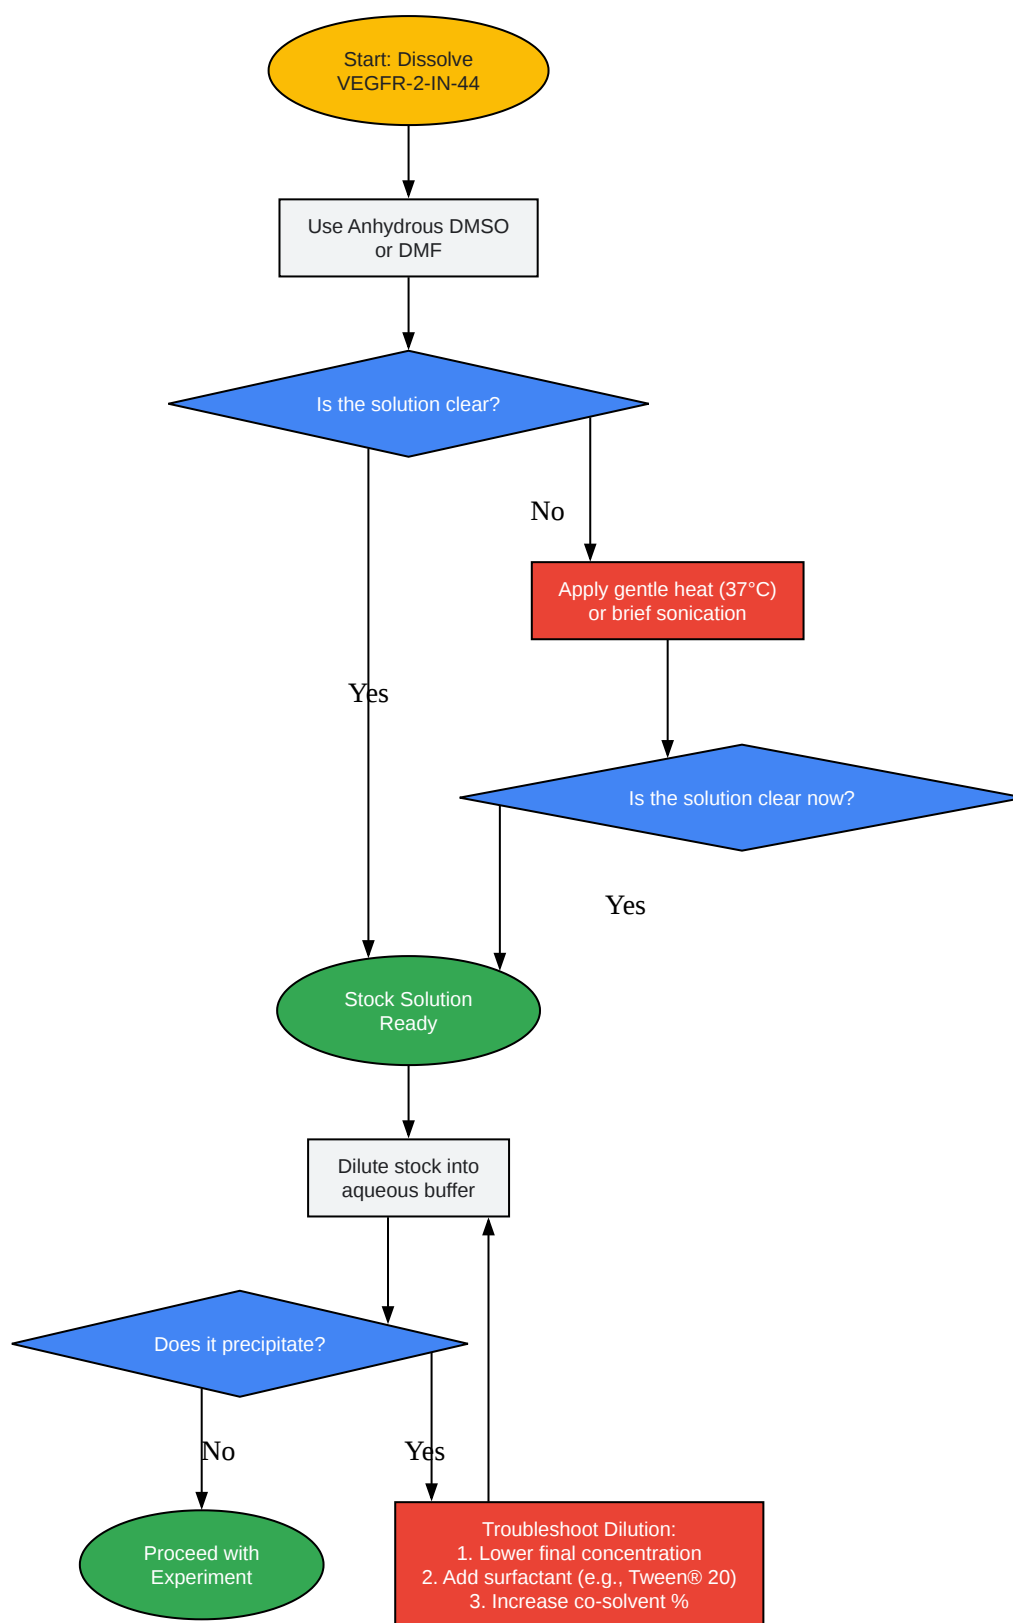 Start: Dissolve
VEGFR-2-IN-44
Use Anhydrous DMSO
or DMF
Is the solution clear?
No
Apply gentle heat (37°C)
or brief sonication
Yes
Is the solution clear now?
Yes
Stock Solution
Ready
Dilute stock into
aqueous buffer
Does it precipitate?
No
Yes
Proceed with
Experiment
Troubleshoot Dilution:
1. Lower final concentration
2. Add surfactant (e.g., Tween® 20)
3. Increase co-solvent %